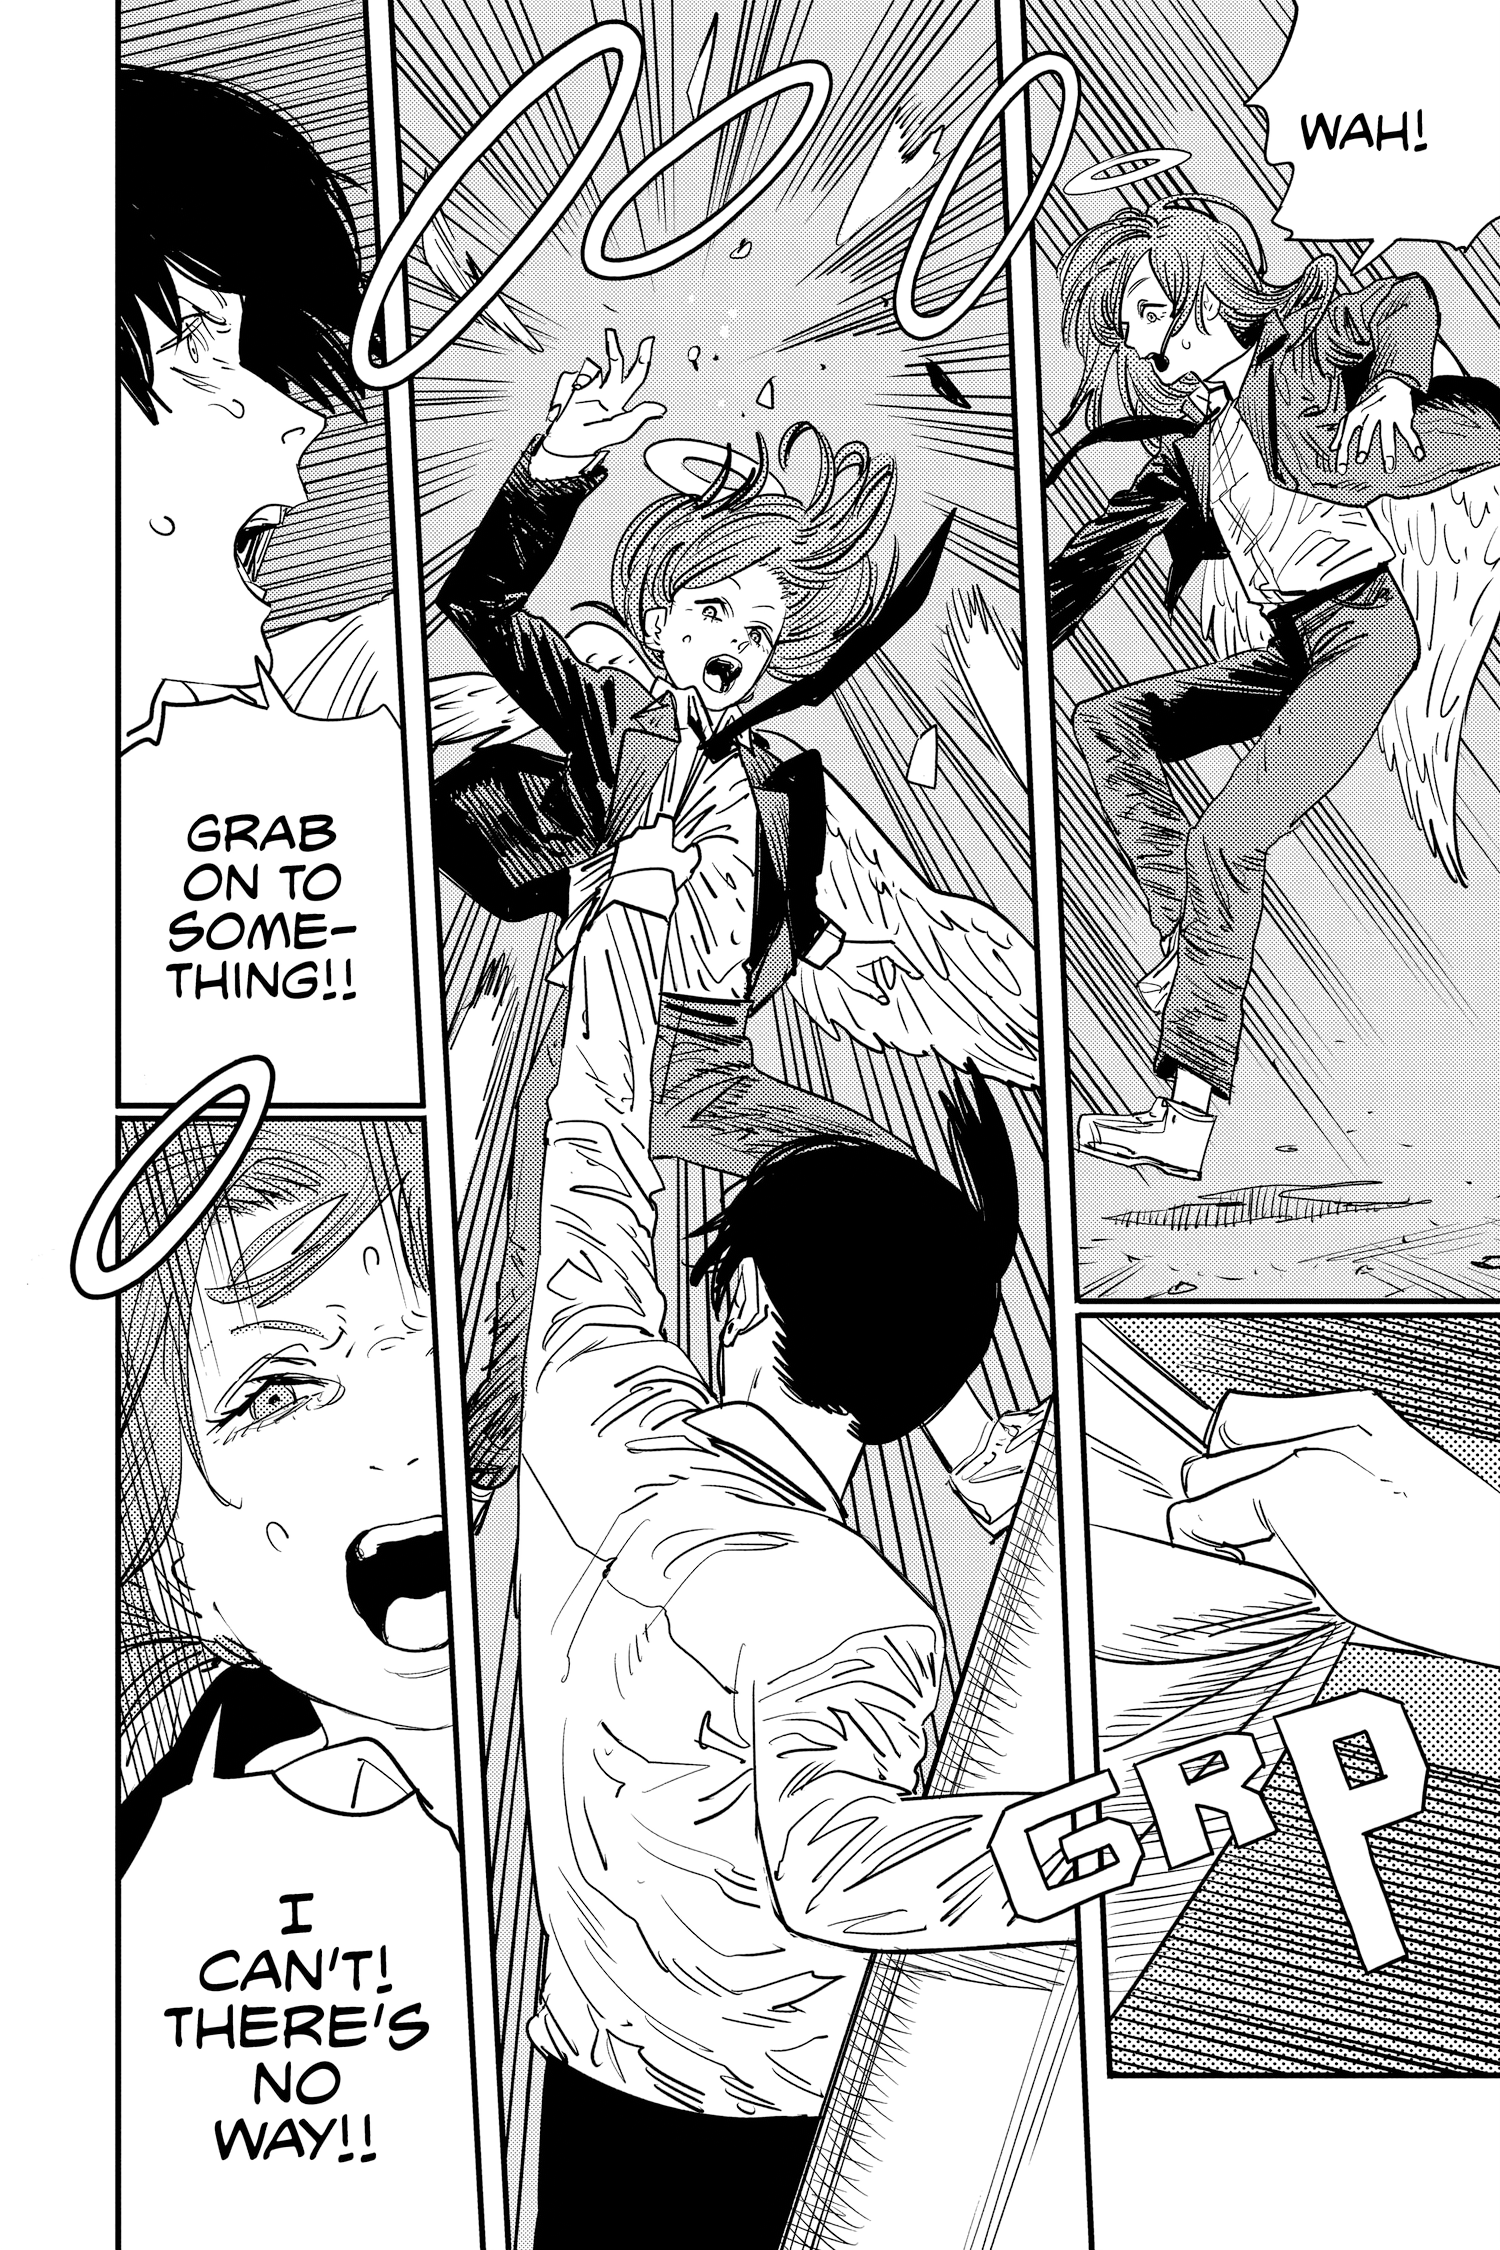 WAH!
GRP
GRAB
ON TO
SOME-
THING!!
I
CAN'T!
THERE'S
NO
WAY!!